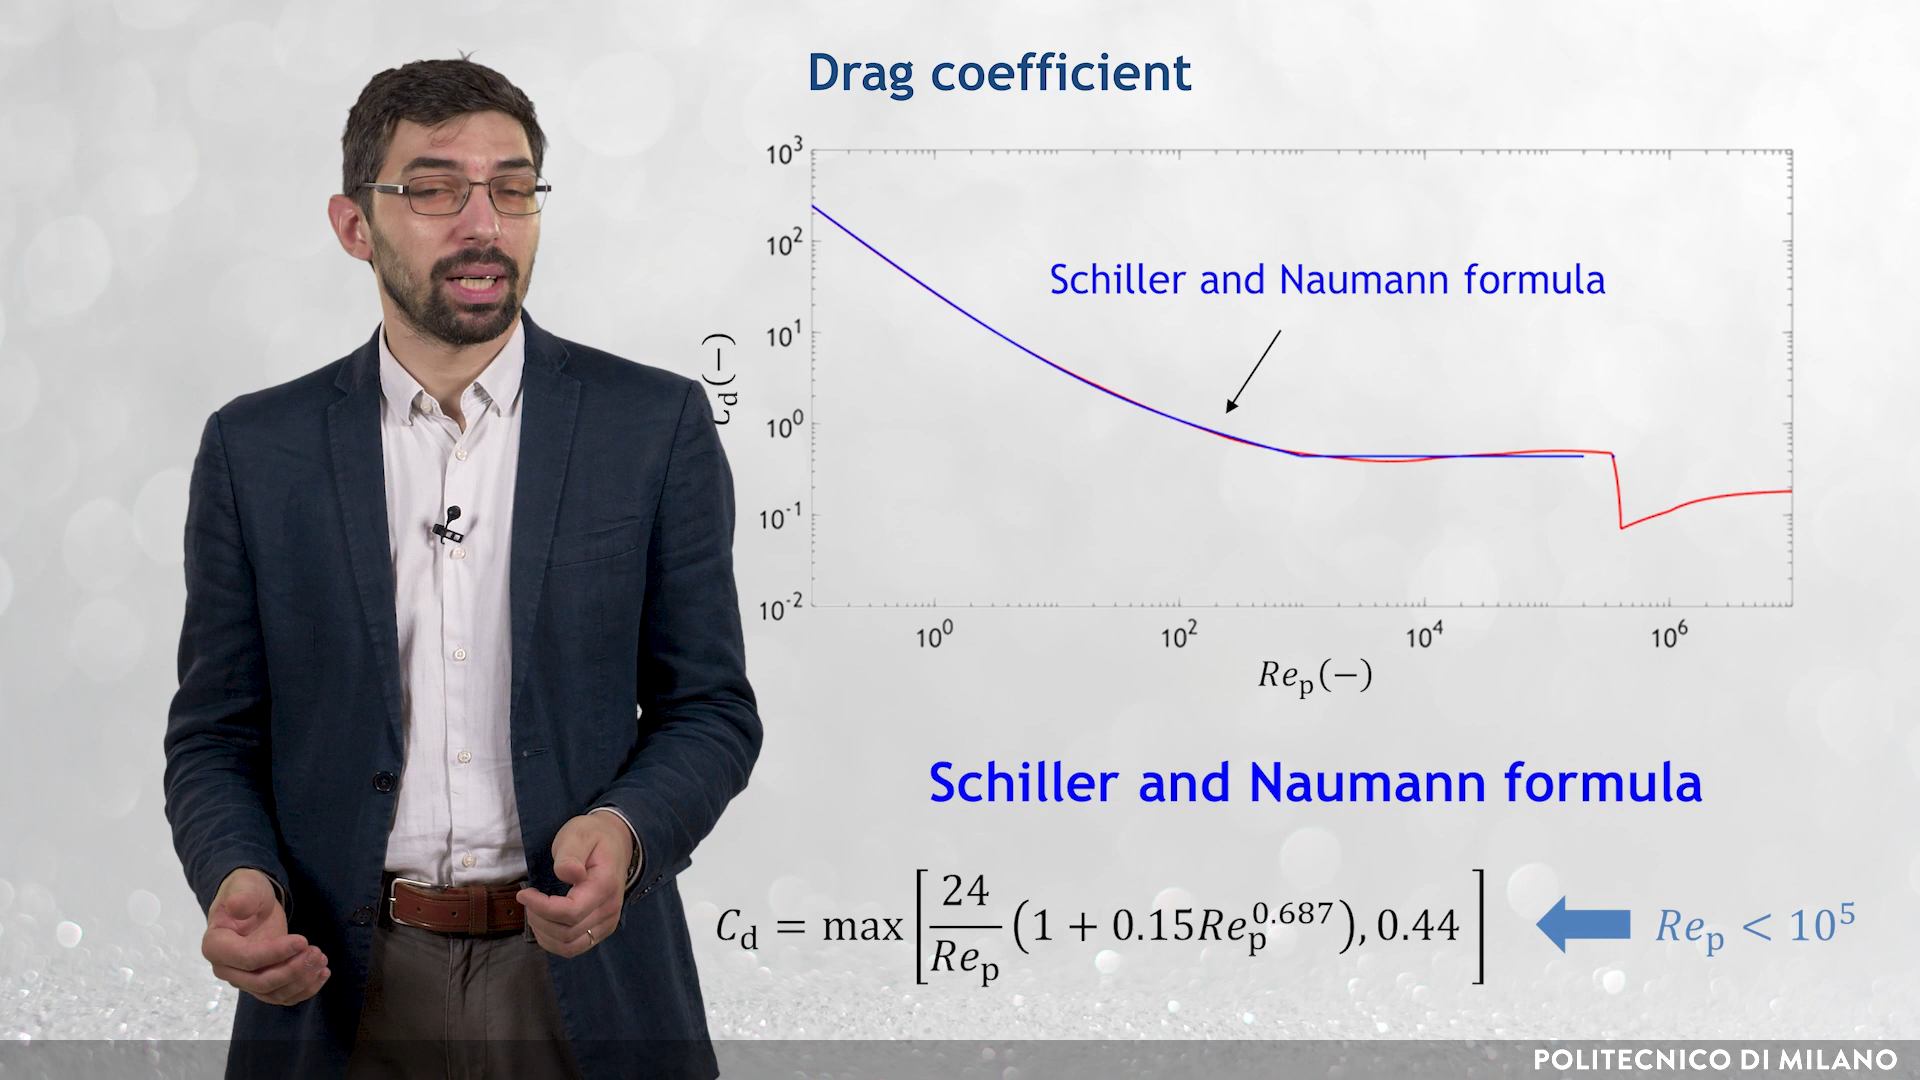 Drag coefficient
10³
10²
10¹
10⁰
10⁻¹
10⁻²
C_d(−)
Schiller and Naumann formula
10⁰ 10² 10⁴ 10⁶
Re_p(−)
Schiller and Naumann formula
C_d = max[24/Re_p (1 + 0.15Re_p^0.687), 0.44] Re_p < 10⁵
POLITECNICO DI MILANO